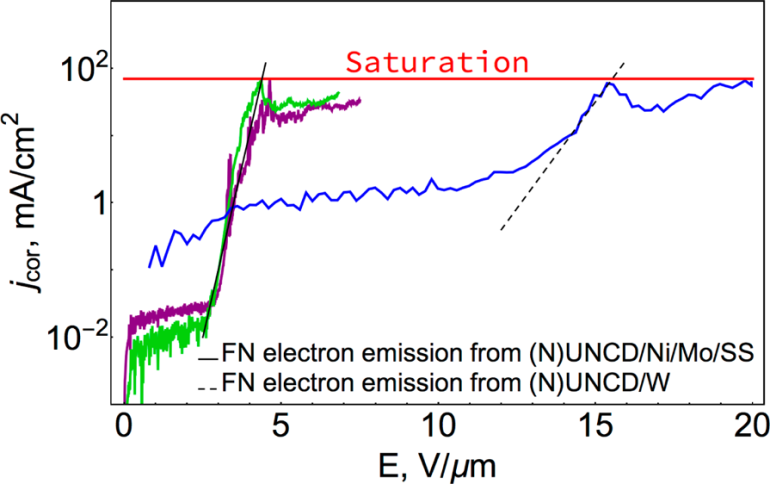 Saturation
10²
1
10⁻²
j_cor, mA/cm²
FN electron emission from (N)UNCD/Ni/Mo/SS
FN electron emission from (N)UNCD/W
0 5 10 15 20
E, V/μm